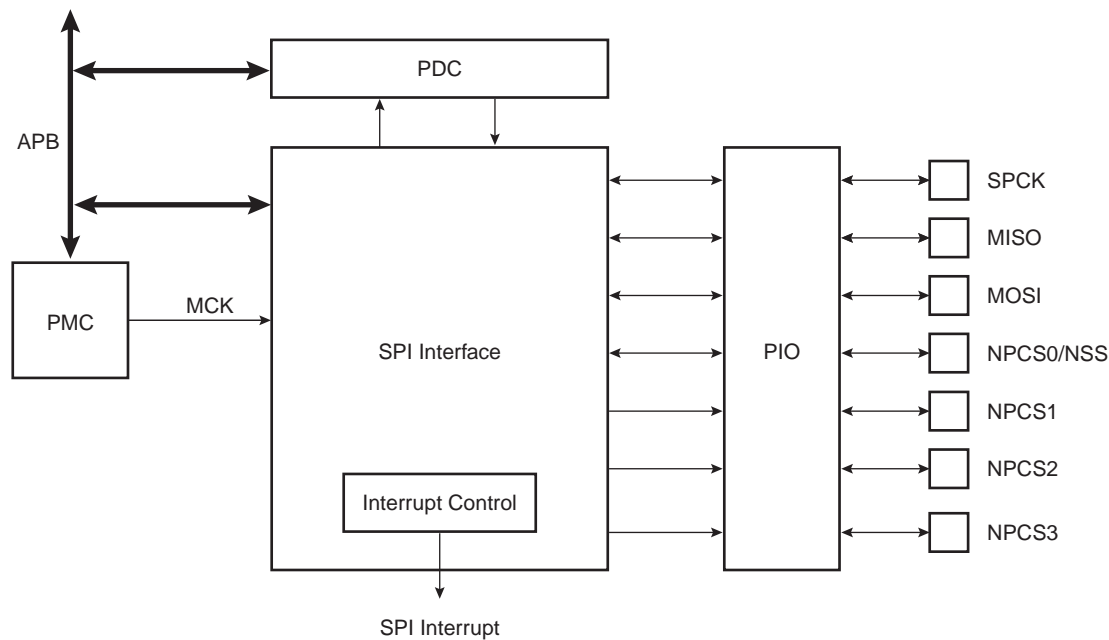 PDC
APB
SPCK
MISO
MCK
MOSI
PMC
SPI Interface
PIO
NPCS0/NSS
NPCS1
NPCS2
Interrupt Control
NPCS3
SPI Interrupt